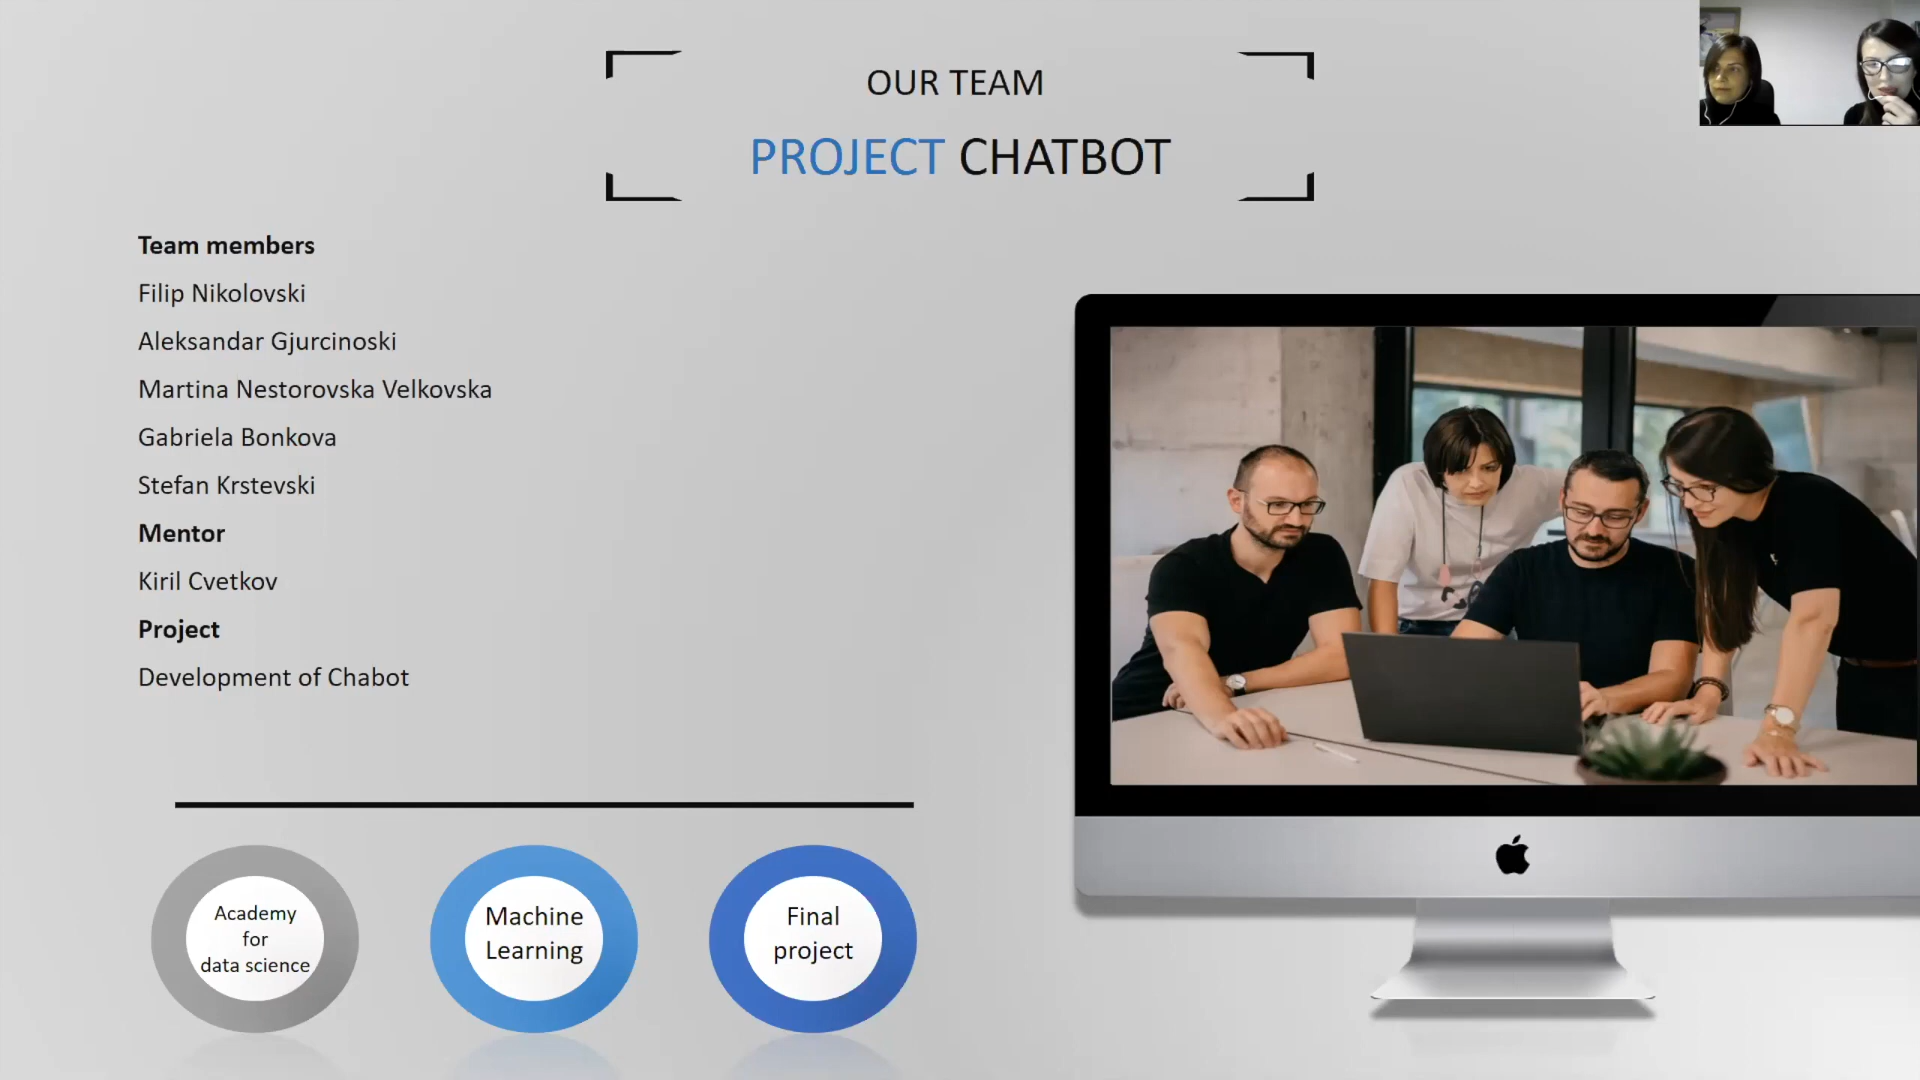 OUR TEAM
PROJECT CHATBOT
Team members
Filip Nikolovski
Aleksandar Gjurcinoski
Martina Nestorovska Velkovska
Gabriela Bonkova
Stefan Krstevski
Mentor
Kiril Cvetkov
Project
Development of Chabot
Academy
for
data science
Machine
Learning
Final
project